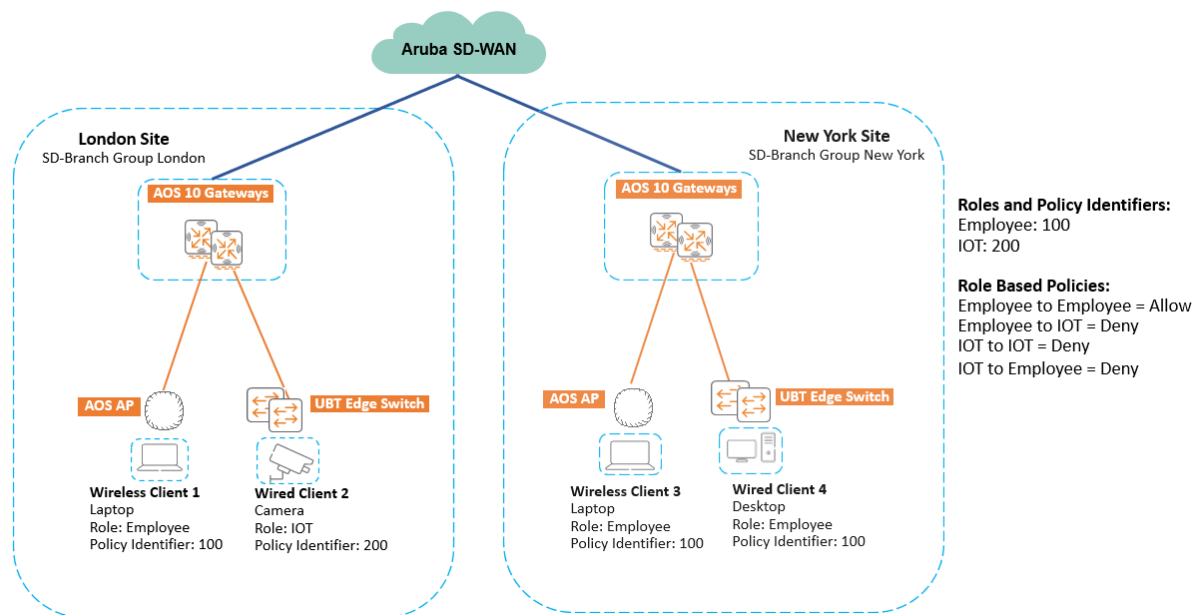 Aruba SD-WAN
London Site
SD-Branch Group London
AOS 10 Gateways
AOS AP
UBT Edge Switch
Wireless Client 1
Laptop
Role: Employee
Policy Identifier: 100
Wired Client 2
Camera
Role: IOT
Policy Identifier: 200
New York Site
SD-Branch Group New York
AOS 10 Gateways
AOS AP
UBT Edge Switch
Wireless Client 3
Laptop
Role: Employee
Policy Identifier: 100
Wired Client 4
Desktop
Role: Employee
Policy Identifier: 100
Roles and Policy Identifiers:
Employee: 100
IOT: 200
Role Based Policies:
Employee to Employee = Allow
Employee to IOT = Deny
IOT to IOT = Deny
IOT to Employee = Deny